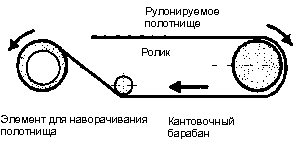 Рулонируемое
полотнище
Ролик
Элемент для наворачивания
полотнища
Кантовочный
барабан